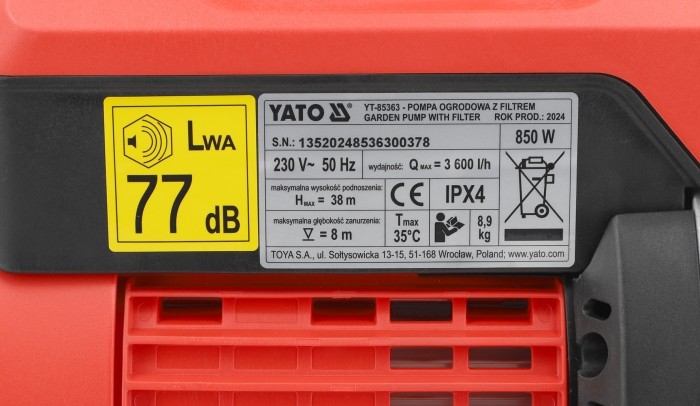 LWA
77 dB
YATO
YT-85363 - POMPA OGRODOWA Z FILTREM
GARDEN PUMP WITH FILTER ROK PROD.: 2024
S.N.: 13520248536300378
850 W
230 V~ 50 Hz
wydajność: QMAX = 3 600 l/h
maksymalna wysokość podnoszenia:
HMAX = 38 m
CE
IPX4
maksymalna głębokość zanurzenia:
= 8 m
Tmax
35°C
8,9
kg
TOYA S.A., ul. Sołtysowicka 13-15, 51-168 Wrocław, Poland; www.yato.com